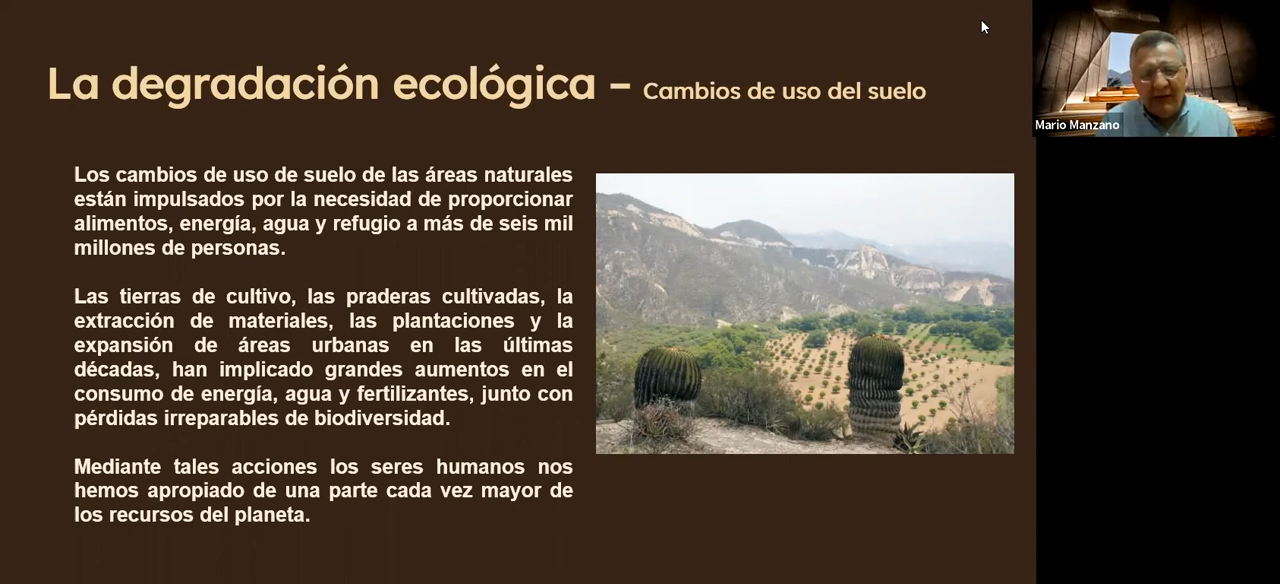 La degradación ecológica – Cambios de uso del suelo
Mario Manzano
Los cambios de uso de suelo de las áreas naturales
están impulsados por la necesidad de proporcionar
alimentos, energía, agua y refugio a más de seis mil
millones de personas.
Las tierras de cultivo, las praderas cultivadas, la
extracción de materiales, las plantaciones y la
expansión de áreas urbanas en las últimas
décadas, han implicado grandes aumentos en el
consumo de energía, agua y fertilizantes, junto con
pérdidas irreparables de biodiversidad.
Mediante tales acciones los seres humanos nos
hemos apropiado de una parte cada vez mayor de
los recursos del planeta.